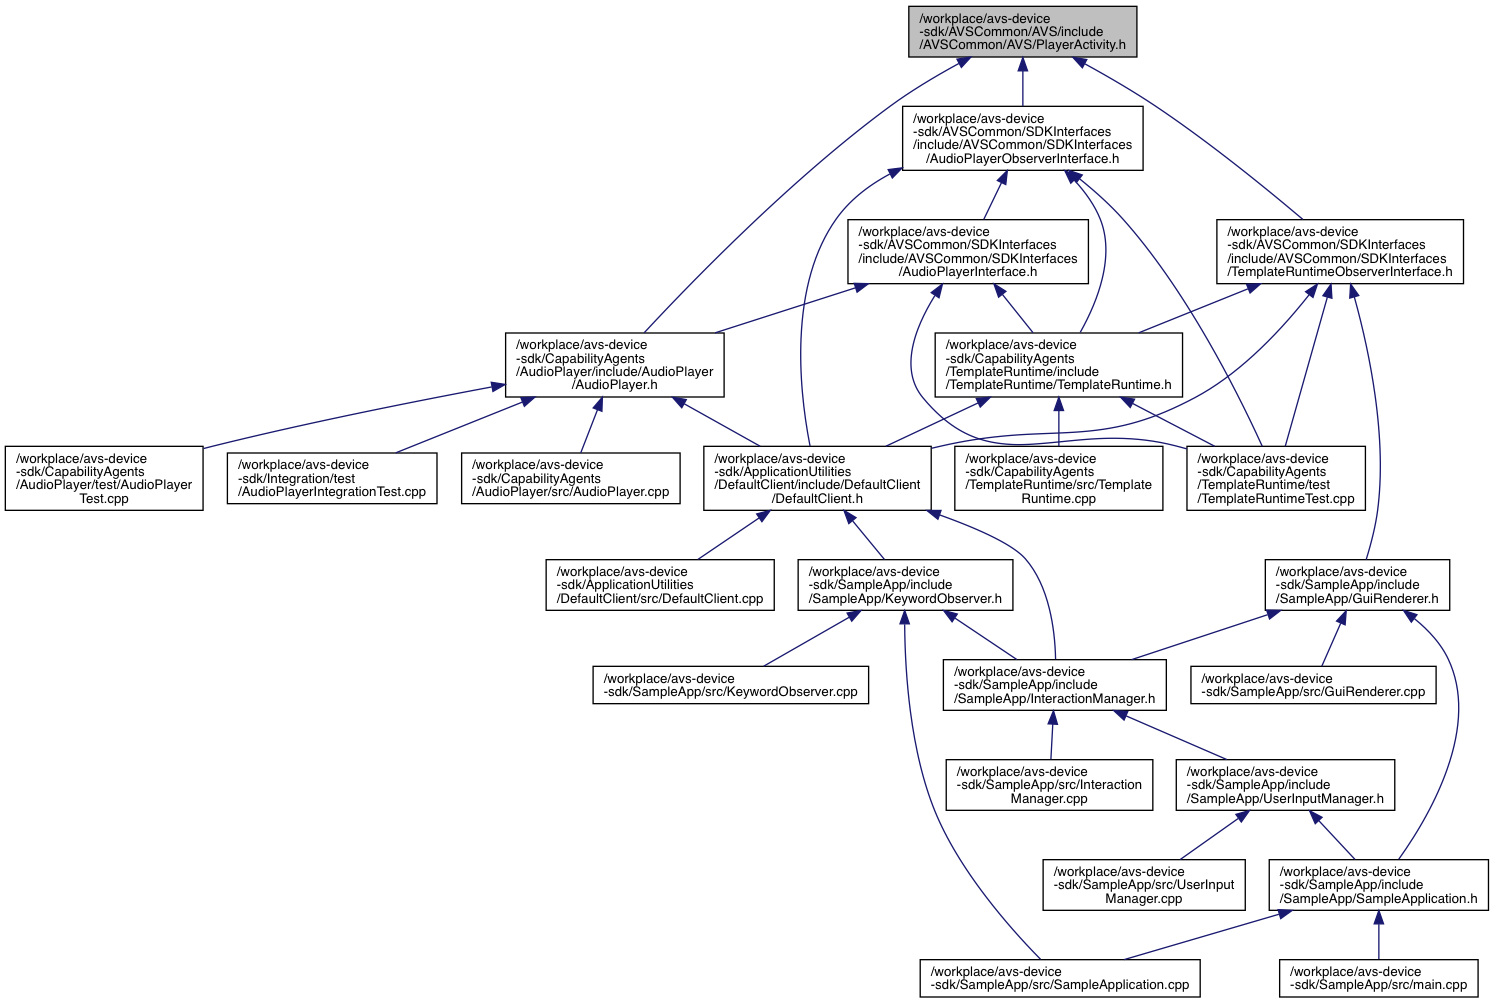 /workplace/avs-device
-sdk/AVSCommon/AVS/include
/AVSCommon/AVS/PlayerActivity.h
/workplace/avs-device
-sdk/AVSCommon/SDKInterfaces
/include/AVSCommon/SDKInterfaces
/AudioPlayerObserverInterface.h
/workplace/avs-device
-sdk/AVSCommon/SDKInterfaces
/include/AVSCommon/SDKInterfaces
/AudioPlayerInterface.h
/workplace/avs-device
-sdk/AVSCommon/SDKInterfaces
/include/AVSCommon/SDKInterfaces
/TemplateRuntimeObserverInterface.h
/workplace/avs-device
-sdk/CapabilityAgents
/AudioPlayer/include/AudioPlayer
/AudioPlayer.h
/workplace/avs-device
-sdk/CapabilityAgents
/TemplateRuntime/include
/TemplateRuntime/TemplateRuntime.h
/workplace/avs-device
-sdk/CapabilityAgents
/AudioPlayer/test/AudioPlayer
Test.cpp
/workplace/avs-device
-sdk/Integration/test
/AudioPlayerIntegrationTest.cpp
/workplace/avs-device
-sdk/CapabilityAgents
/AudioPlayer/src/AudioPlayer.cpp
/workplace/avs-device
-sdk/ApplicationUtilities
/DefaultClient/include/DefaultClient
/DefaultClient.h
/workplace/avs-device
-sdk/CapabilityAgents
/TemplateRuntime/src/Template
Runtime.cpp
/workplace/avs-device
-sdk/CapabilityAgents
/TemplateRuntime/test
/TemplateRuntimeTest.cpp
/workplace/avs-device
-sdk/ApplicationUtilities
/DefaultClient/src/DefaultClient.cpp
/workplace/avs-device
-sdk/SampleApp/include
/SampleApp/KeywordObserver.h
/workplace/avs-device
-sdk/SampleApp/include
/SampleApp/GuiRenderer.h
/workplace/avs-device
-sdk/SampleApp/src/KeywordObserver.cpp
/workplace/avs-device
-sdk/SampleApp/include
/SampleApp/InteractionManager.h
/workplace/avs-device
-sdk/SampleApp/src/GuiRenderer.cpp
/workplace/avs-device
-sdk/SampleApp/src/Interaction
Manager.cpp
/workplace/avs-device
-sdk/SampleApp/include
/SampleApp/UserInputManager.h
/workplace/avs-device
-sdk/SampleApp/src/UserInput
Manager.cpp
/workplace/avs-device
-sdk/SampleApp/include
/SampleApp/SampleApplication.h
/workplace/avs-device
-sdk/SampleApp/src/SampleApplication.cpp
/workplace/avs-device
-sdk/SampleApp/src/main.cpp